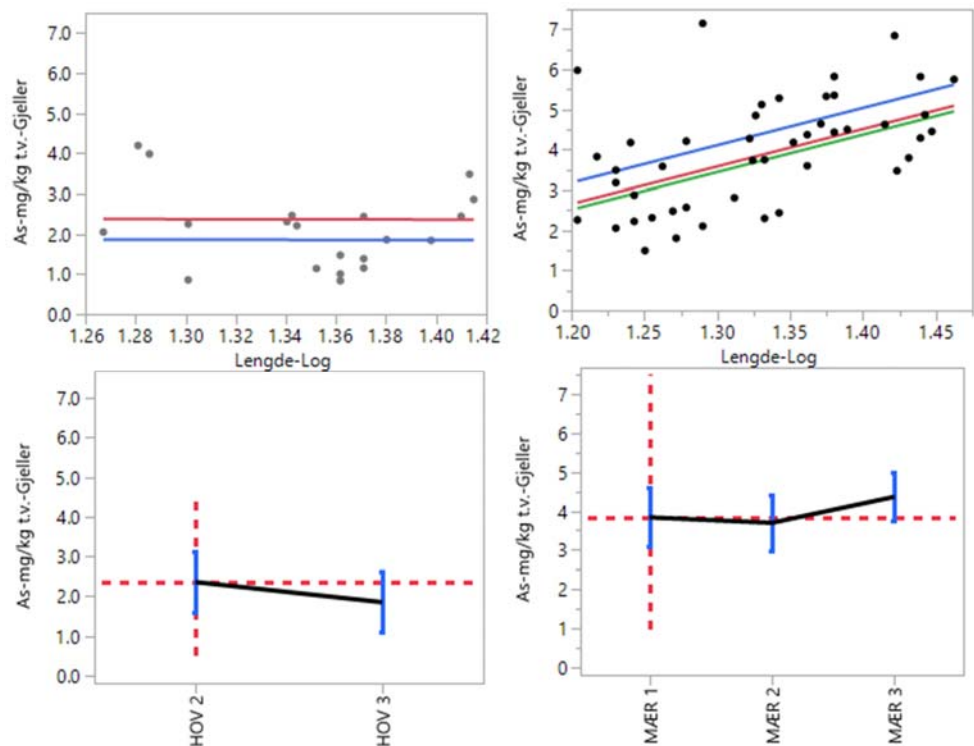 As-mg/kg t.v.-Gjeller
7.0
6.0
5.0
4.0
3.0
2.0
1.0
0.0
1.26 1.28 1.30 1.32 1.34 1.36 1.38 1.40 1.42
Lengde-Log
As-mg/kg t.v.-Gjeller
7
6
5
4
3
2
1
0
1.20 1.25 1.30 1.35 1.40 1.45
Lengde-Log
As-mg/kg t.v.-Gjeller
7.0
6.0
5.0
4.0
3.0
2.0
1.0
0.0
HOV 2
HOV 3
As-mg/kg t.v.-Gjeller
7
6
5
4
3
2
1
0
MÆR 1
MÆR 2
MÆR 3